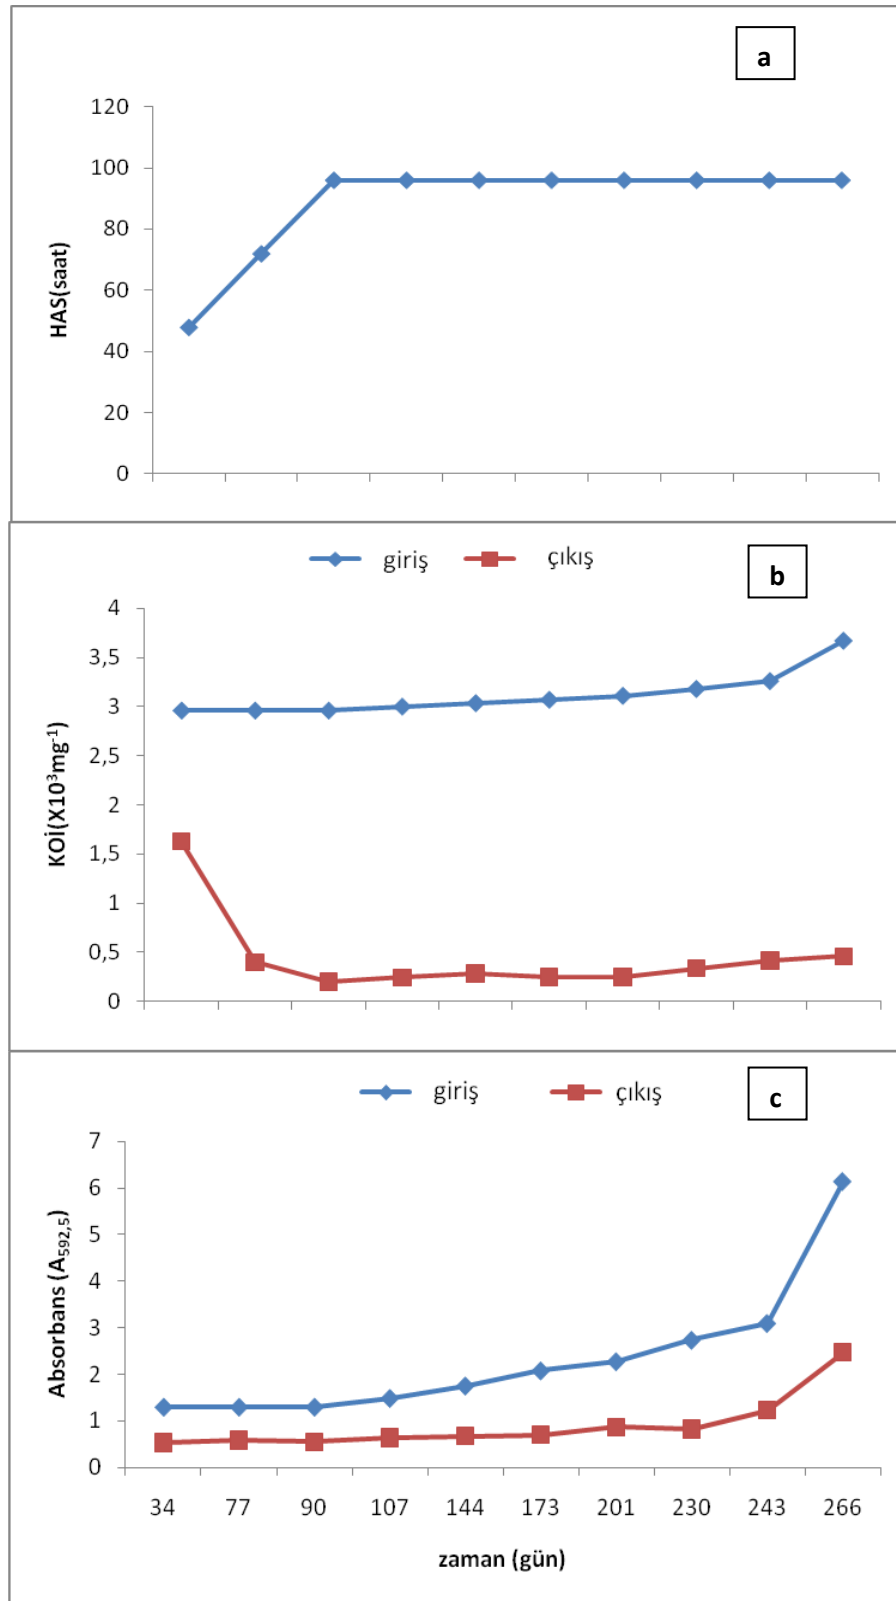 a
120
100
80
60
40
20
0
HAS(saat)
giriş çıkış
b
4
3,5
3
2,5
2
1,5
1
0,5
0
KOİ(X10³mg⁻¹)
giriş çıkış
c
7
6
5
4
3
2
1
0
Absorbans (A₅₉₂,₅)
34 77 90 107 144 173 201 230 243 266
zaman (gün)